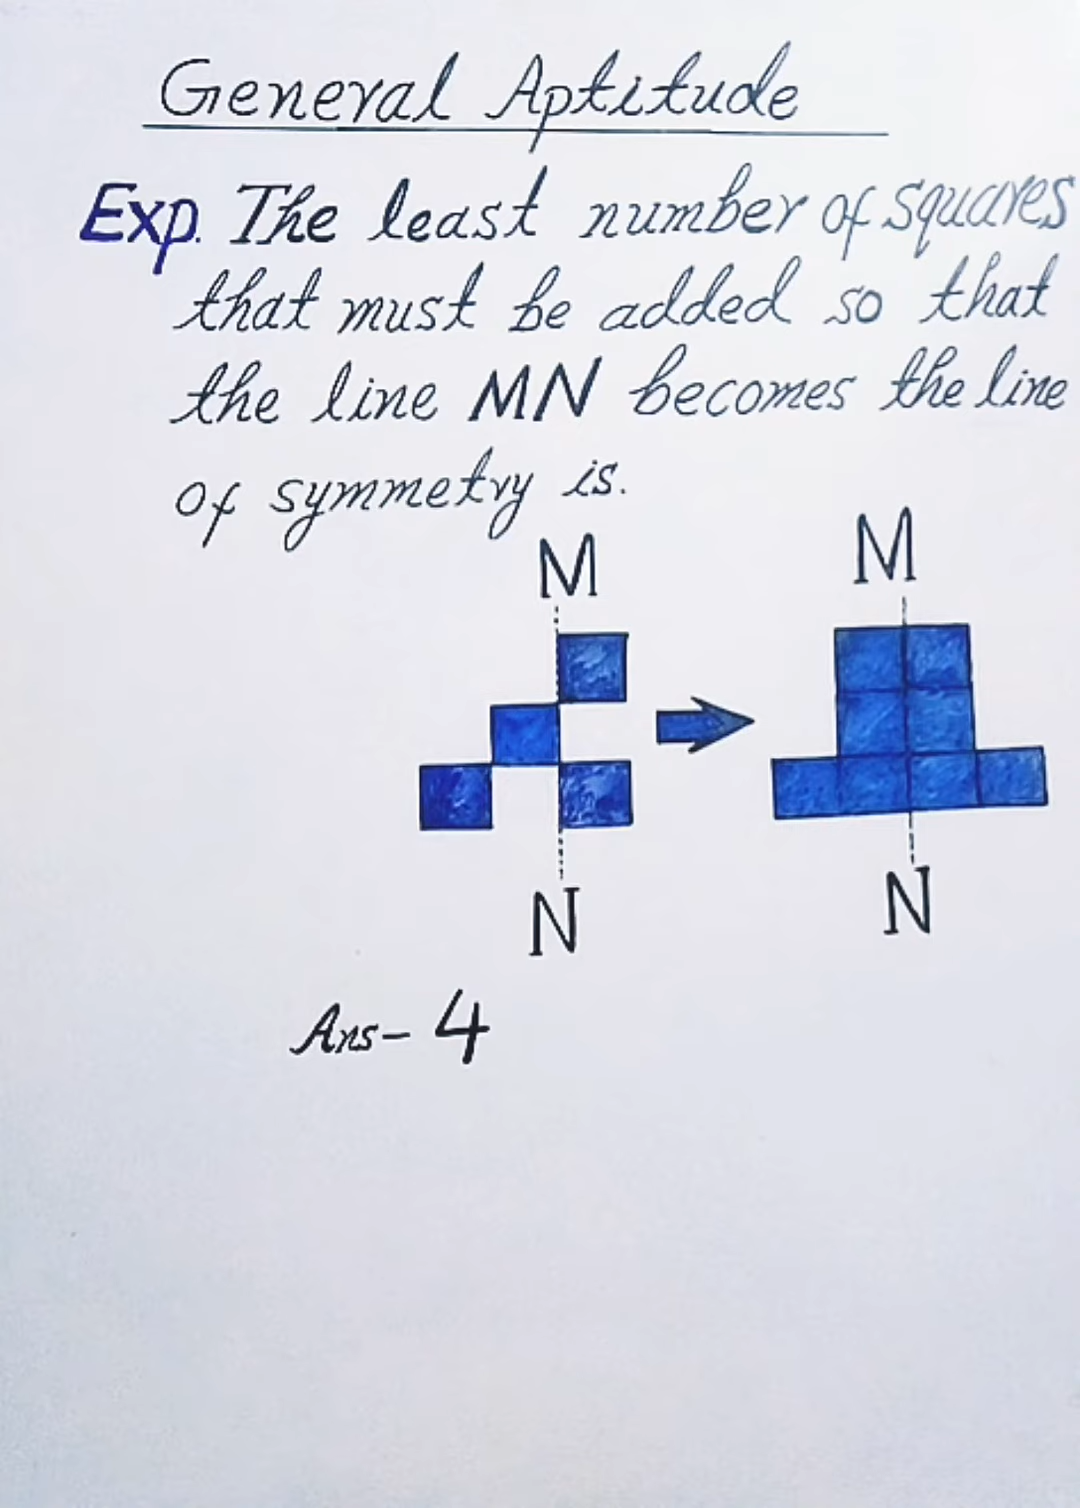 General Aptitude
Exp. The least number of squares
that must be added so that
the line MN becomes the line
of symmetry is.
M
M
N
N
Ans- 4